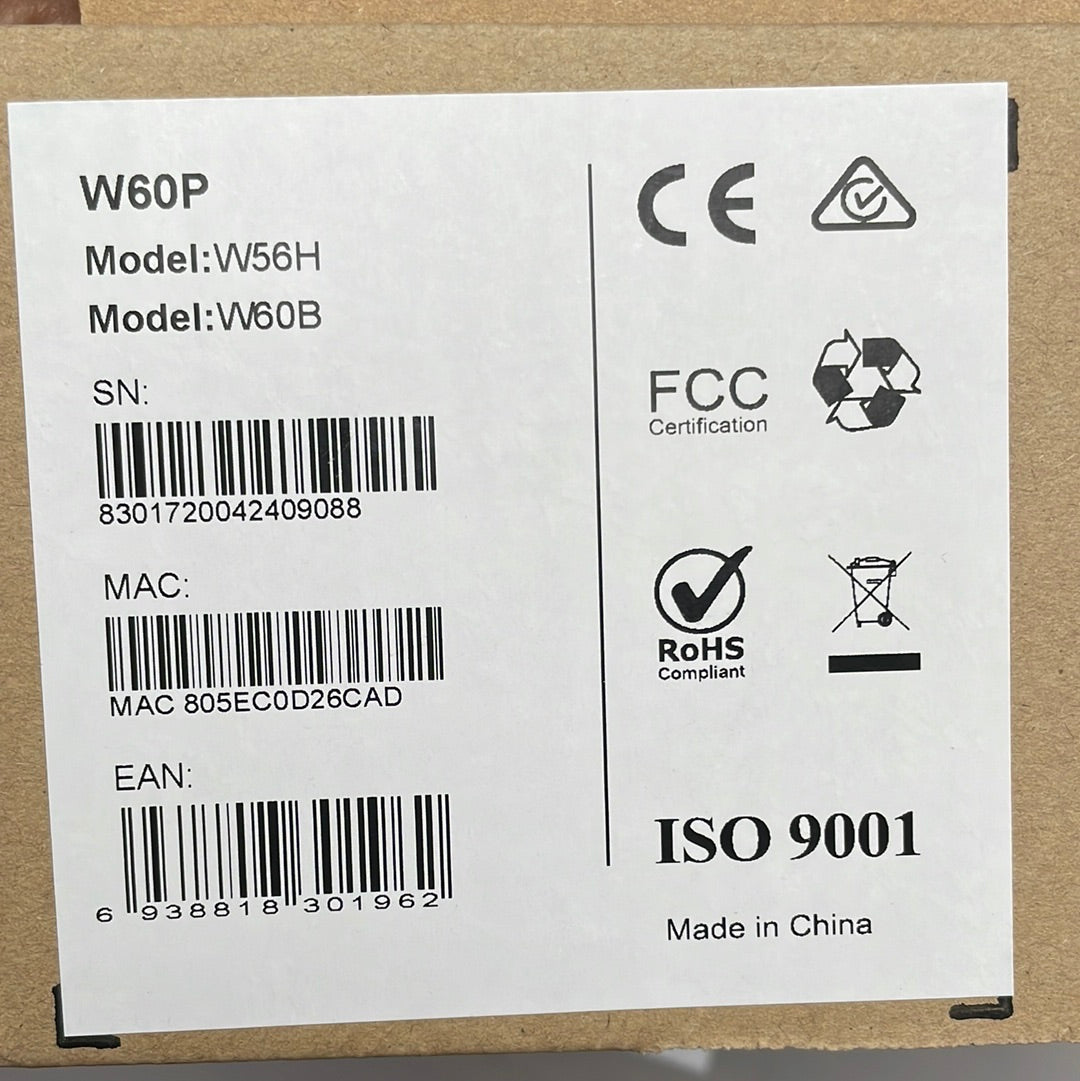 W60P
Model:W56H
Model:W60B
SN:
8301720042409088
MAC:
MAC 805EC0D26CAD
EAN:
6 938818 301962
CE
FCC
Certification
RoHS
Compliant
ISO 9001
Made in China